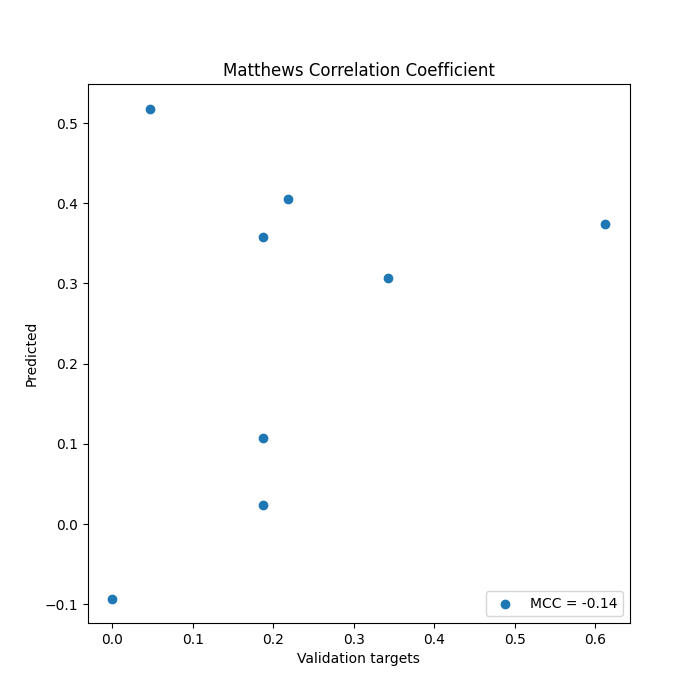 Matthews Correlation Coefficient
0.5
0.4
0.3
0.2
0.1
0.0
−0.1
Predicted
MCC = -0.14
0.0 0.1 0.2 0.3 0.4 0.5 0.6
Validation targets